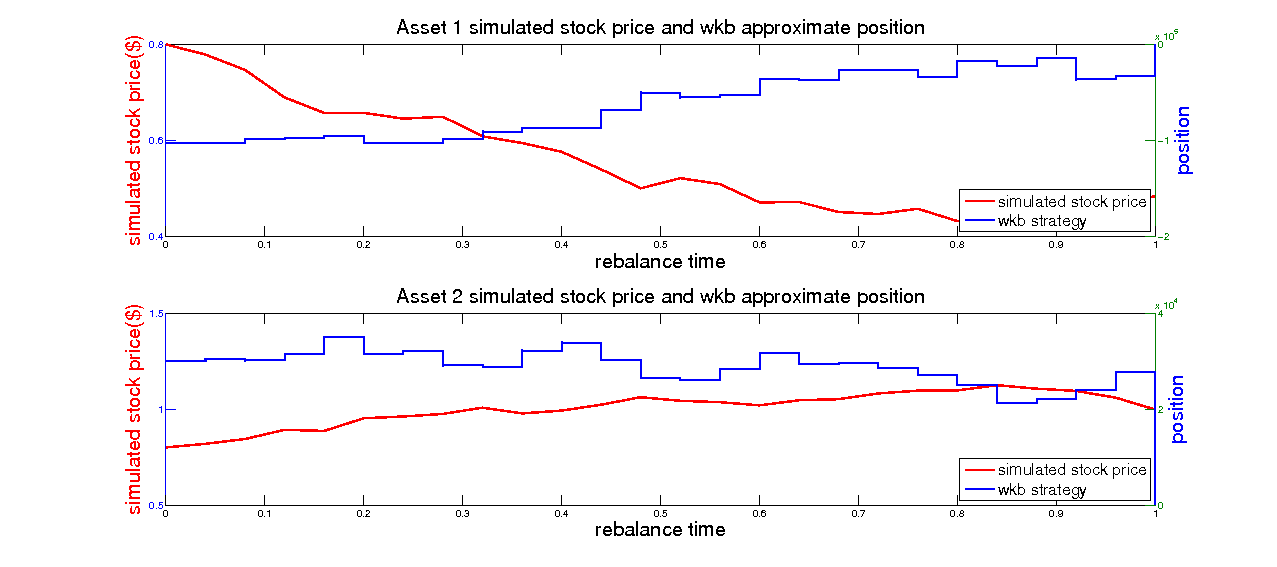 Asset 1 simulated stock price and wkb approximate position
x 10^5
simulated stock price($)
0.8
0.6
0.4
0
−1
−2
position
simulated stock price
wkb strategy
0 0.1 0.2 0.3 0.4 0.5 0.6 0.7 0.8 0.9 1
rebalance time
Asset 2 simulated stock price and wkb approximate position
x 10^4
simulated stock price($)
1.5
1
0.5
4
2
0
position
simulated stock price
wkb strategy
0 0.1 0.2 0.3 0.4 0.5 0.6 0.7 0.8 0.9 1
rebalance time